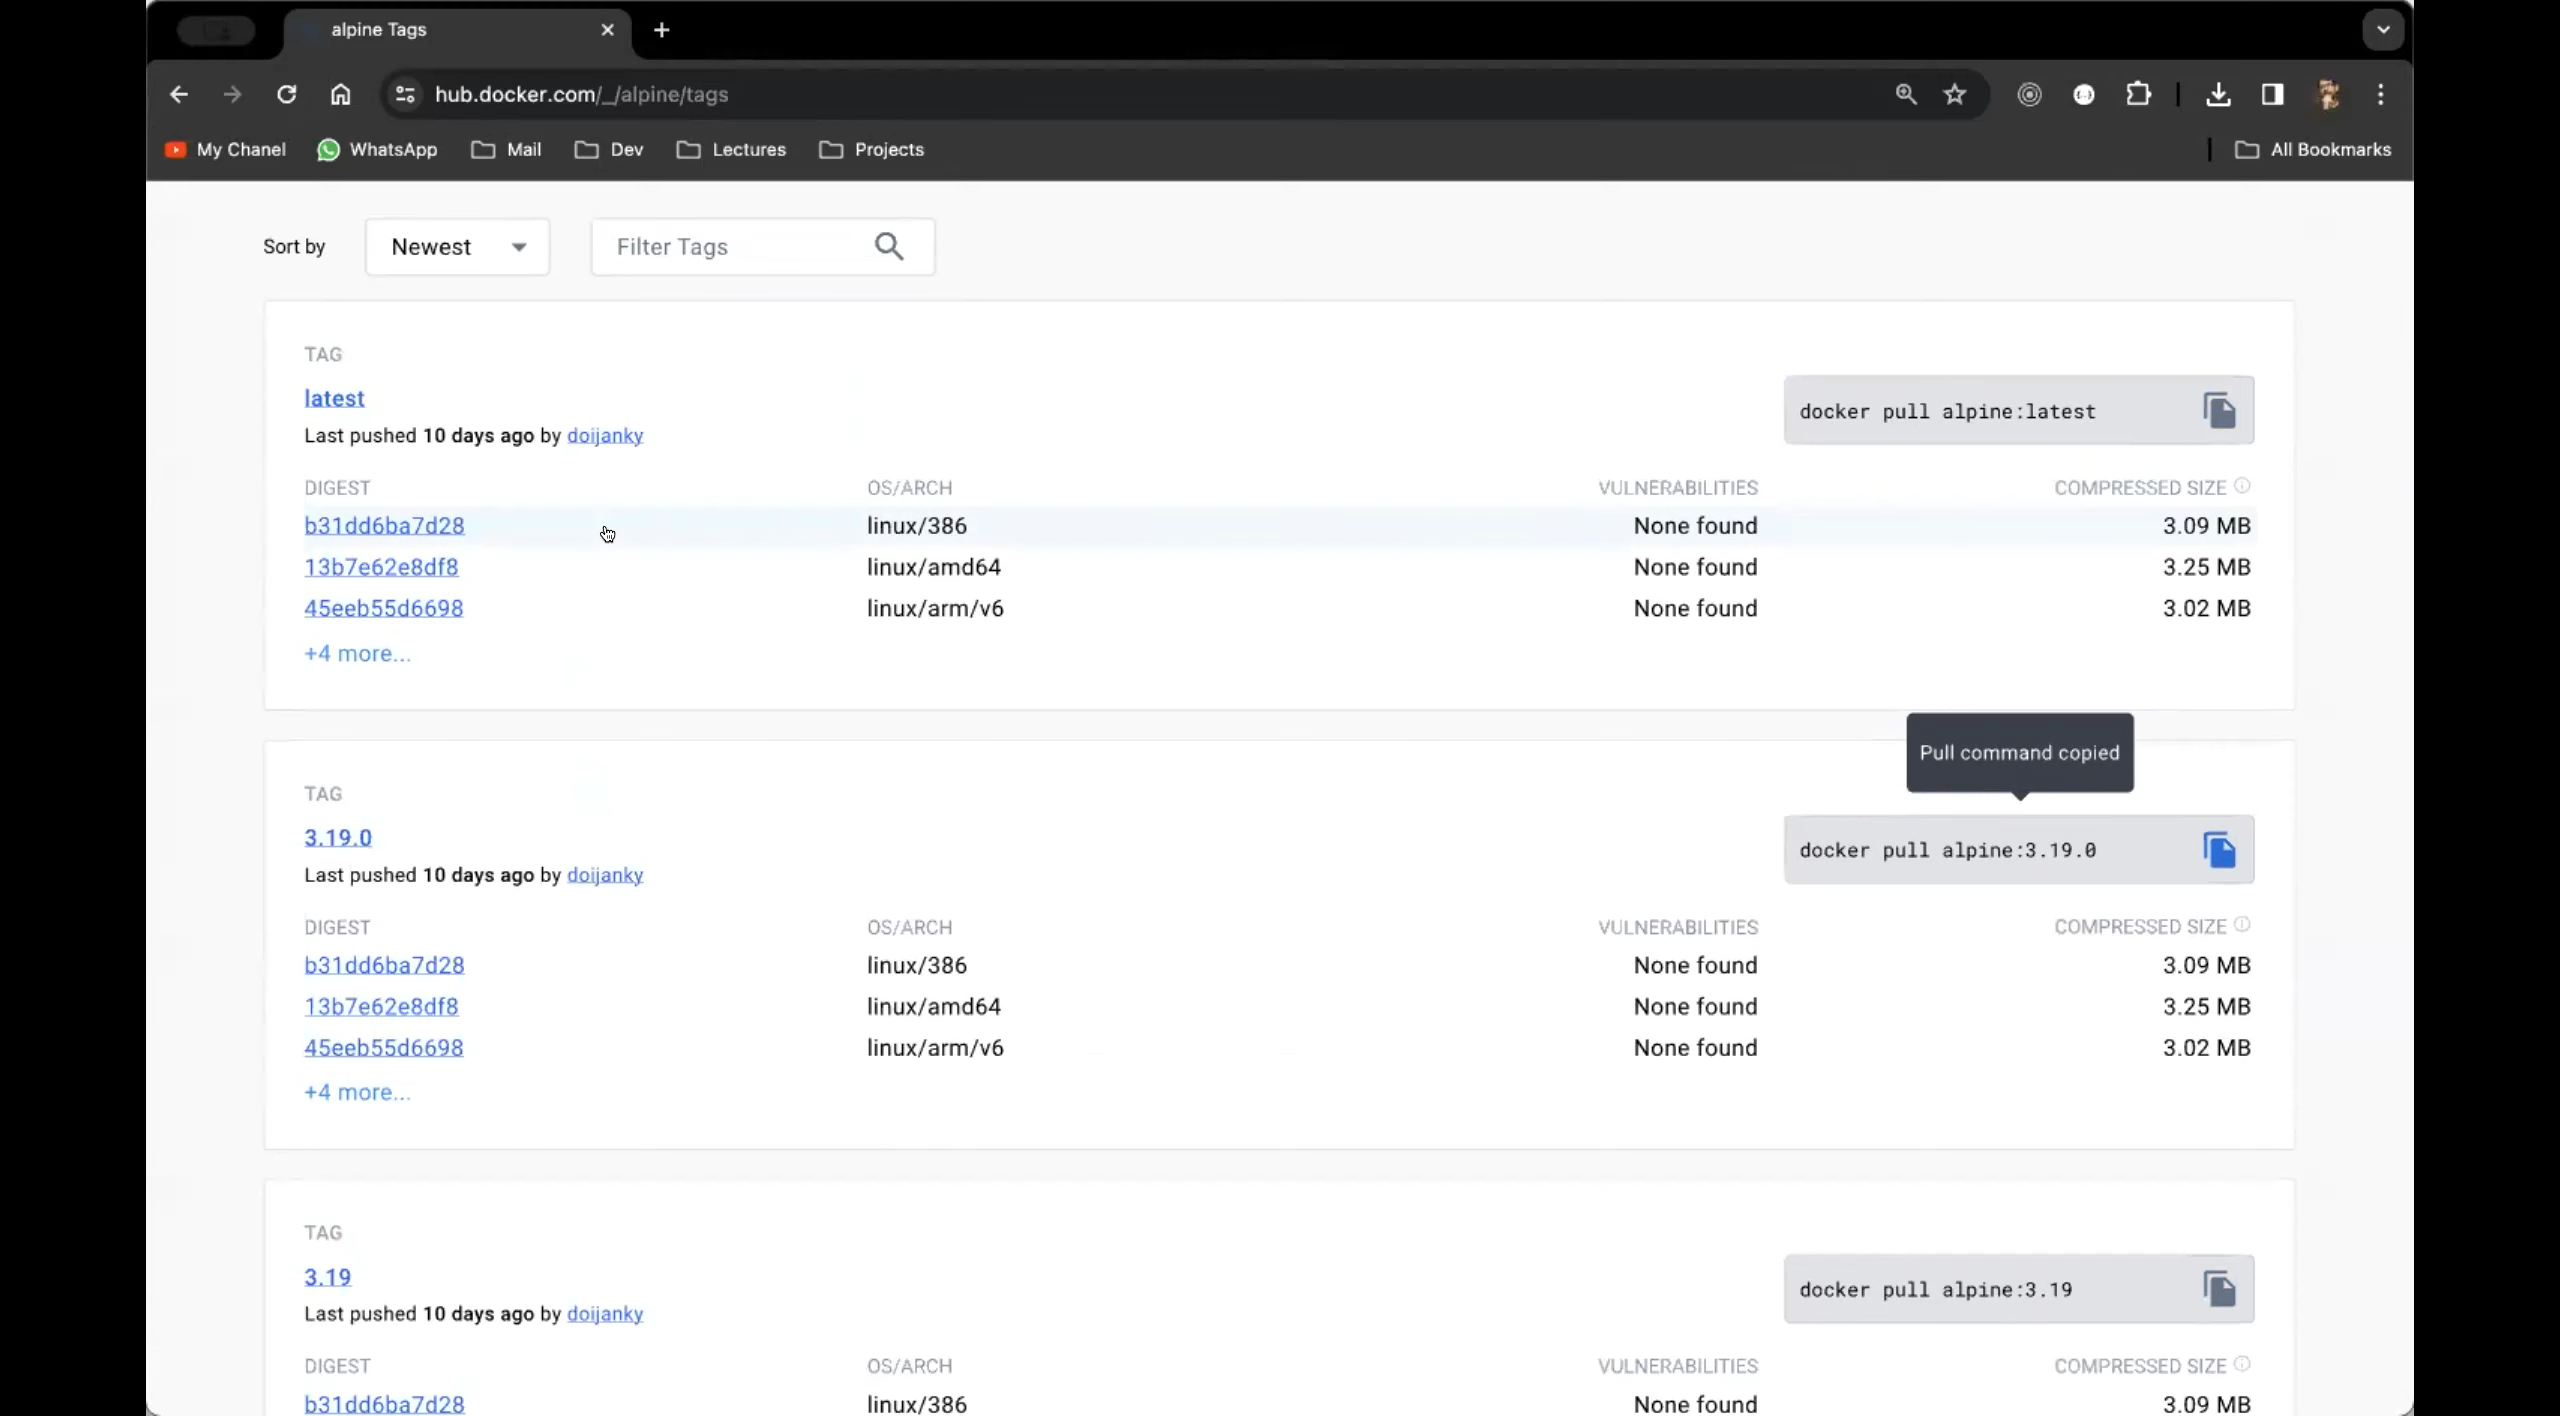 alpine Tags
hub.docker.com/_/alpine/tags
My Chanel WhatsApp Mail Dev Lectures Projects All Bookmarks
Sort by Newest Filter Tags
TAG
latest
docker pull alpine:latest
Last pushed 10 days ago by doijanky
DIGEST OS/ARCH VULNERABILITIES COMPRESSED SIZE
b31dd6ba7d28 linux/386 None found 3.09 MB
13b7e62e8df8 linux/amd64 None found 3.25 MB
45eeb55d6698 linux/arm/v6 None found 3.02 MB
+4 more...
Pull command copied
TAG
3.19.0
docker pull alpine:3.19.0
Last pushed 10 days ago by doijanky
DIGEST OS/ARCH VULNERABILITIES COMPRESSED SIZE
b31dd6ba7d28 linux/386 None found 3.09 MB
13b7e62e8df8 linux/amd64 None found 3.25 MB
45eeb55d6698 linux/arm/v6 None found 3.02 MB
+4 more...
TAG
3.19
docker pull alpine:3.19
Last pushed 10 days ago by doijanky
DIGEST OS/ARCH VULNERABILITIES COMPRESSED SIZE
b31dd6ba7d28 linux/386 None found 3.09 MB